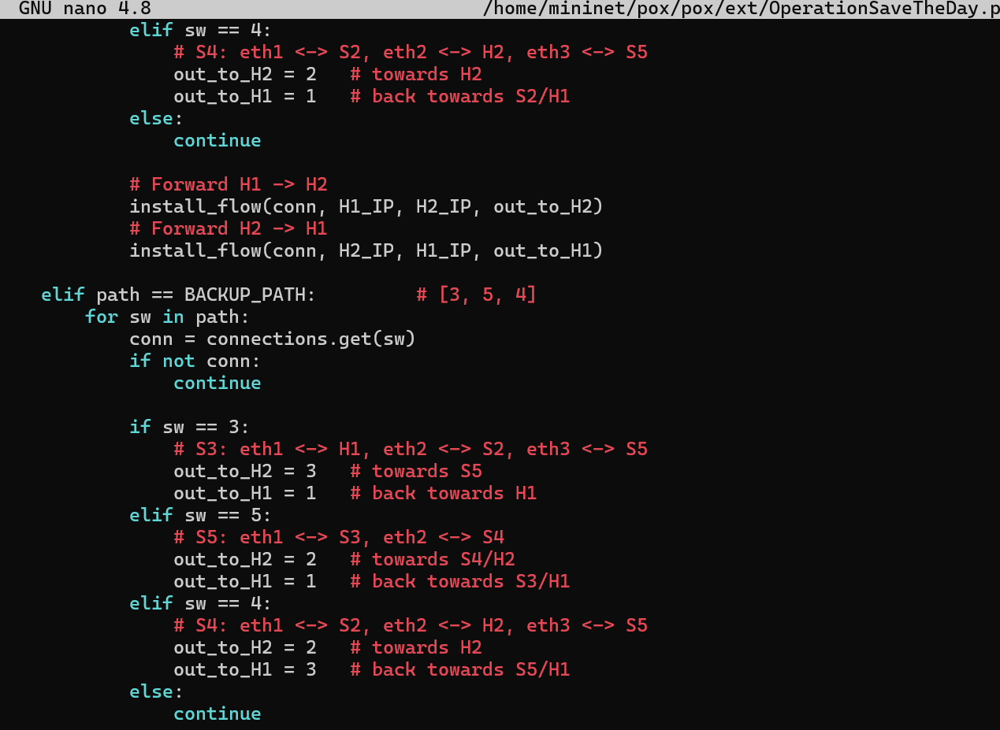 GNU nano 4.8 /home/mininet/pox/pox/ext/OperationSaveTheDay.p
elif sw == 4:
# S4: eth1 <-> S2, eth2 <-> H2, eth3 <-> S5
out_to_H2 = 2 # towards H2
out_to_H1 = 1 # back towards S2/H1
else:
continue
# Forward H1 -> H2
install_flow(conn, H1_IP, H2_IP, out_to_H2)
# Forward H2 -> H1
install_flow(conn, H2_IP, H1_IP, out_to_H1)
elif path == BACKUP_PATH: # [3, 5, 4]
for sw in path:
conn = connections.get(sw)
if not conn:
continue
if sw == 3:
# S3: eth1 <-> H1, eth2 <-> S2, eth3 <-> S5
out_to_H2 = 3 # towards S5
out_to_H1 = 1 # back towards H1
elif sw == 5:
# S5: eth1 <-> S3, eth2 <-> S4
out_to_H2 = 2 # towards S4/H2
out_to_H1 = 1 # back towards S3/H1
elif sw == 4:
# S4: eth1 <-> S2, eth2 <-> H2, eth3 <-> S5
out_to_H2 = 2 # towards H2
out_to_H1 = 3 # back towards S5/H1
else:
continue